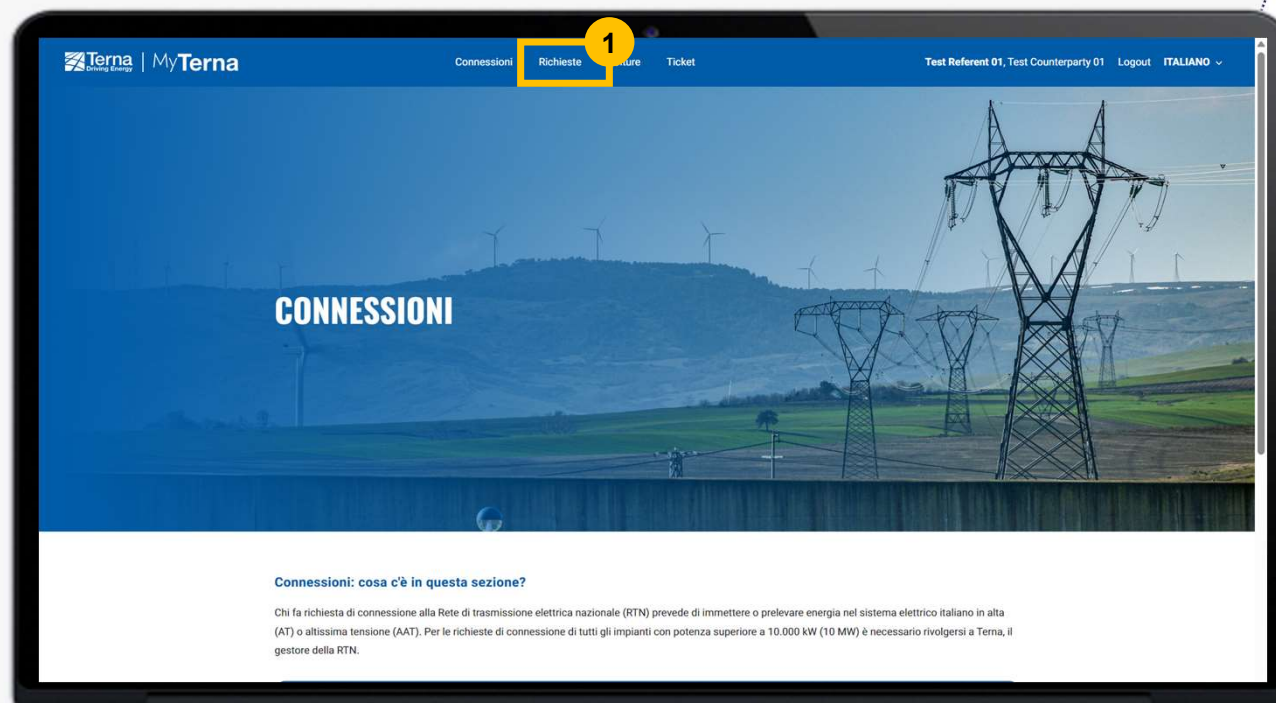 1
Terna
Driving Energy
MyTerna
Connessioni Richieste Ticket
Test Referent 01, Test Counterparty 01 Logout ITALIANO
CONNESSIONI
Connessioni: cosa c'è in questa sezione?
Chi fa richiesta di connessione alla Rete di trasmissione elettrica nazionale (RTN) prevede di immettere o prelevare energia nel sistema elettrico italiano in alta
(AT) o altissima tensione (AAT). Per le richieste di connessione di tutti gli impianti con potenza superiore a 10.000 kW (10 MW) è necessario rivolgersi a Terna, il
gestore della RTN.